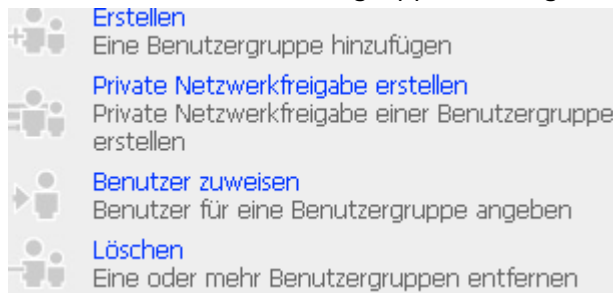 Erstellen
Eine Benutzergruppe hinzufügen
Private Netzwerkfreigabe erstellen
Private Netzwerkfreigabe einer Benutzergruppe
erstellen
Benutzer zuweisen
Benutzer für eine Benutzergruppe angeben
Löschen
Eine oder mehr Benutzergruppen entfernen